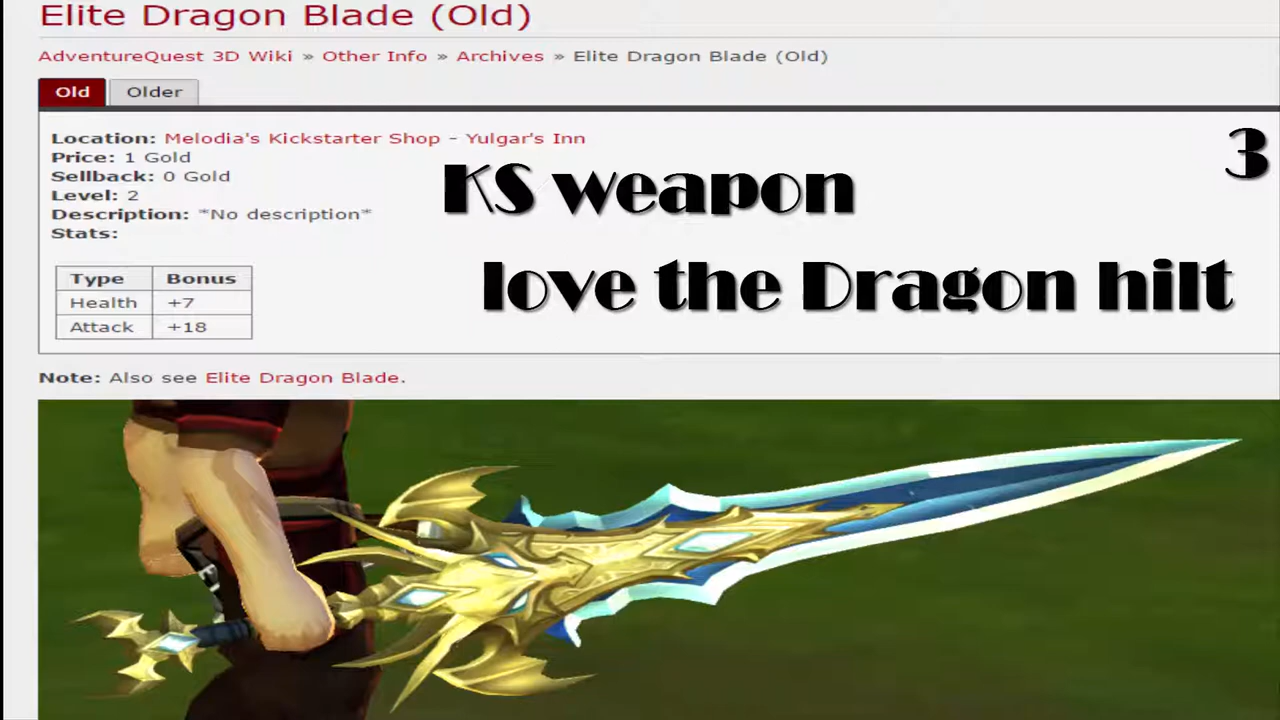 Elite Dragon Blade (Old)
AdventureQuest 3D Wiki » Other Info » Archives » Elite Dragon Blade (Old)
Old Older
Location: Melodia's Kickstarter Shop - Yulgar's Inn
3
Price: 1 Gold
Sellback: 0 Gold
KS weapon
Level: 2
Description: *No description*
Stats:
love the Dragon hilt
Type Bonus
Health +7
Attack +18
Note: Also see Elite Dragon Blade.